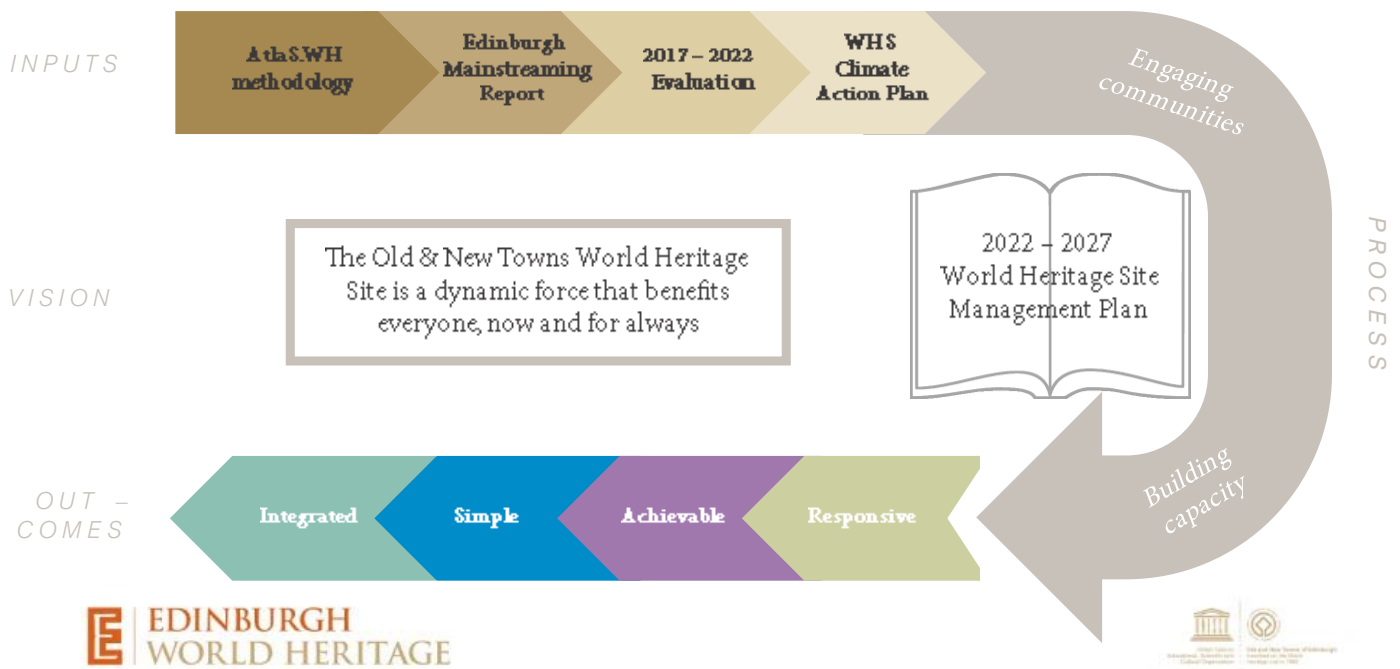 INPUTS
AtlaS.WH
methodology
Edinburgh
Mainstreaming
Report
2017 – 2022
Evaluation
WHS
Climate
Action Plan
Engaging
communities
VISION
The Old & New Towns World Heritage
Site is a dynamic force that benefits
everyone, now and for always
2022 – 2027
World Heritage Site
Management Plan
PROCESS
OUT –
COMES
Integrated
Simple
Achievable
Responsive
Building
capacity
EDINBURGH
WORLD HERITAGE